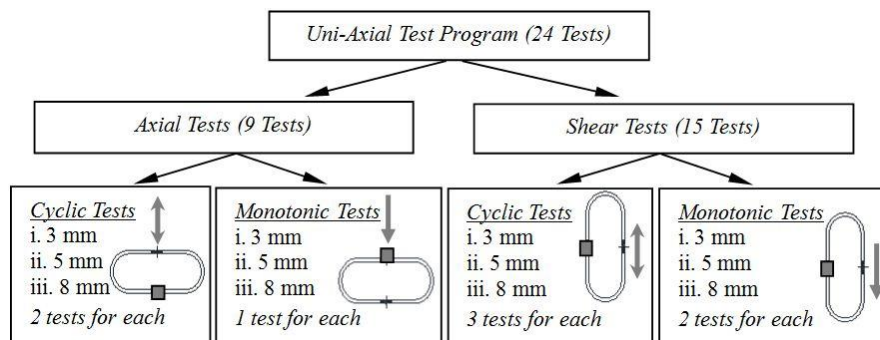 Uni-Axial Test Program (24 Tests)
Axial Tests (9 Tests)
Shear Tests (15 Tests)
Cyclic Tests
i. 3 mm
ii. 5 mm
iii. 8 mm
2 tests for each
Monotonic Tests
i. 3 mm
ii. 5 mm
iii. 8 mm
1 test for each
Cyclic Tests
i. 3 mm
ii. 5 mm
iii. 8 mm
3 tests for each
Monotonic Tests
i. 3 mm
ii. 5 mm
iii. 8 mm
2 tests for each